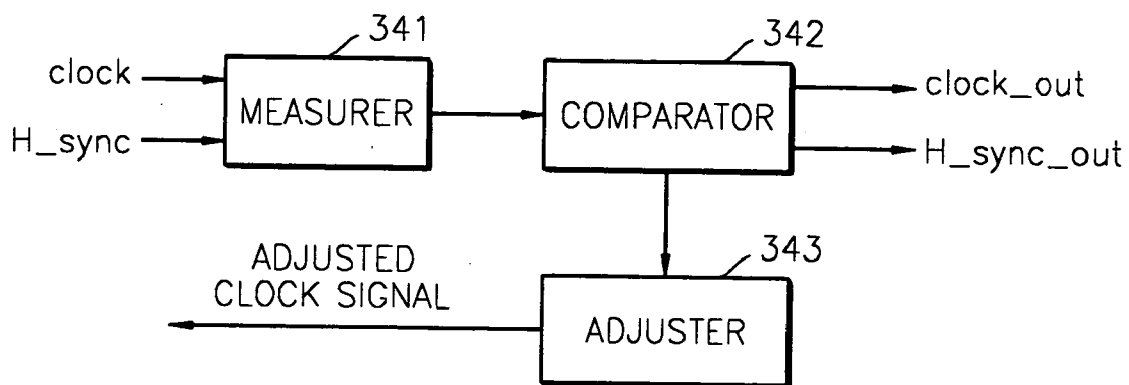 341
342
clock
H_sync
MEASURER
COMPARATOR
clock_out
H_sync_out
343
ADJUSTED
CLOCK SIGNAL
ADJUSTER